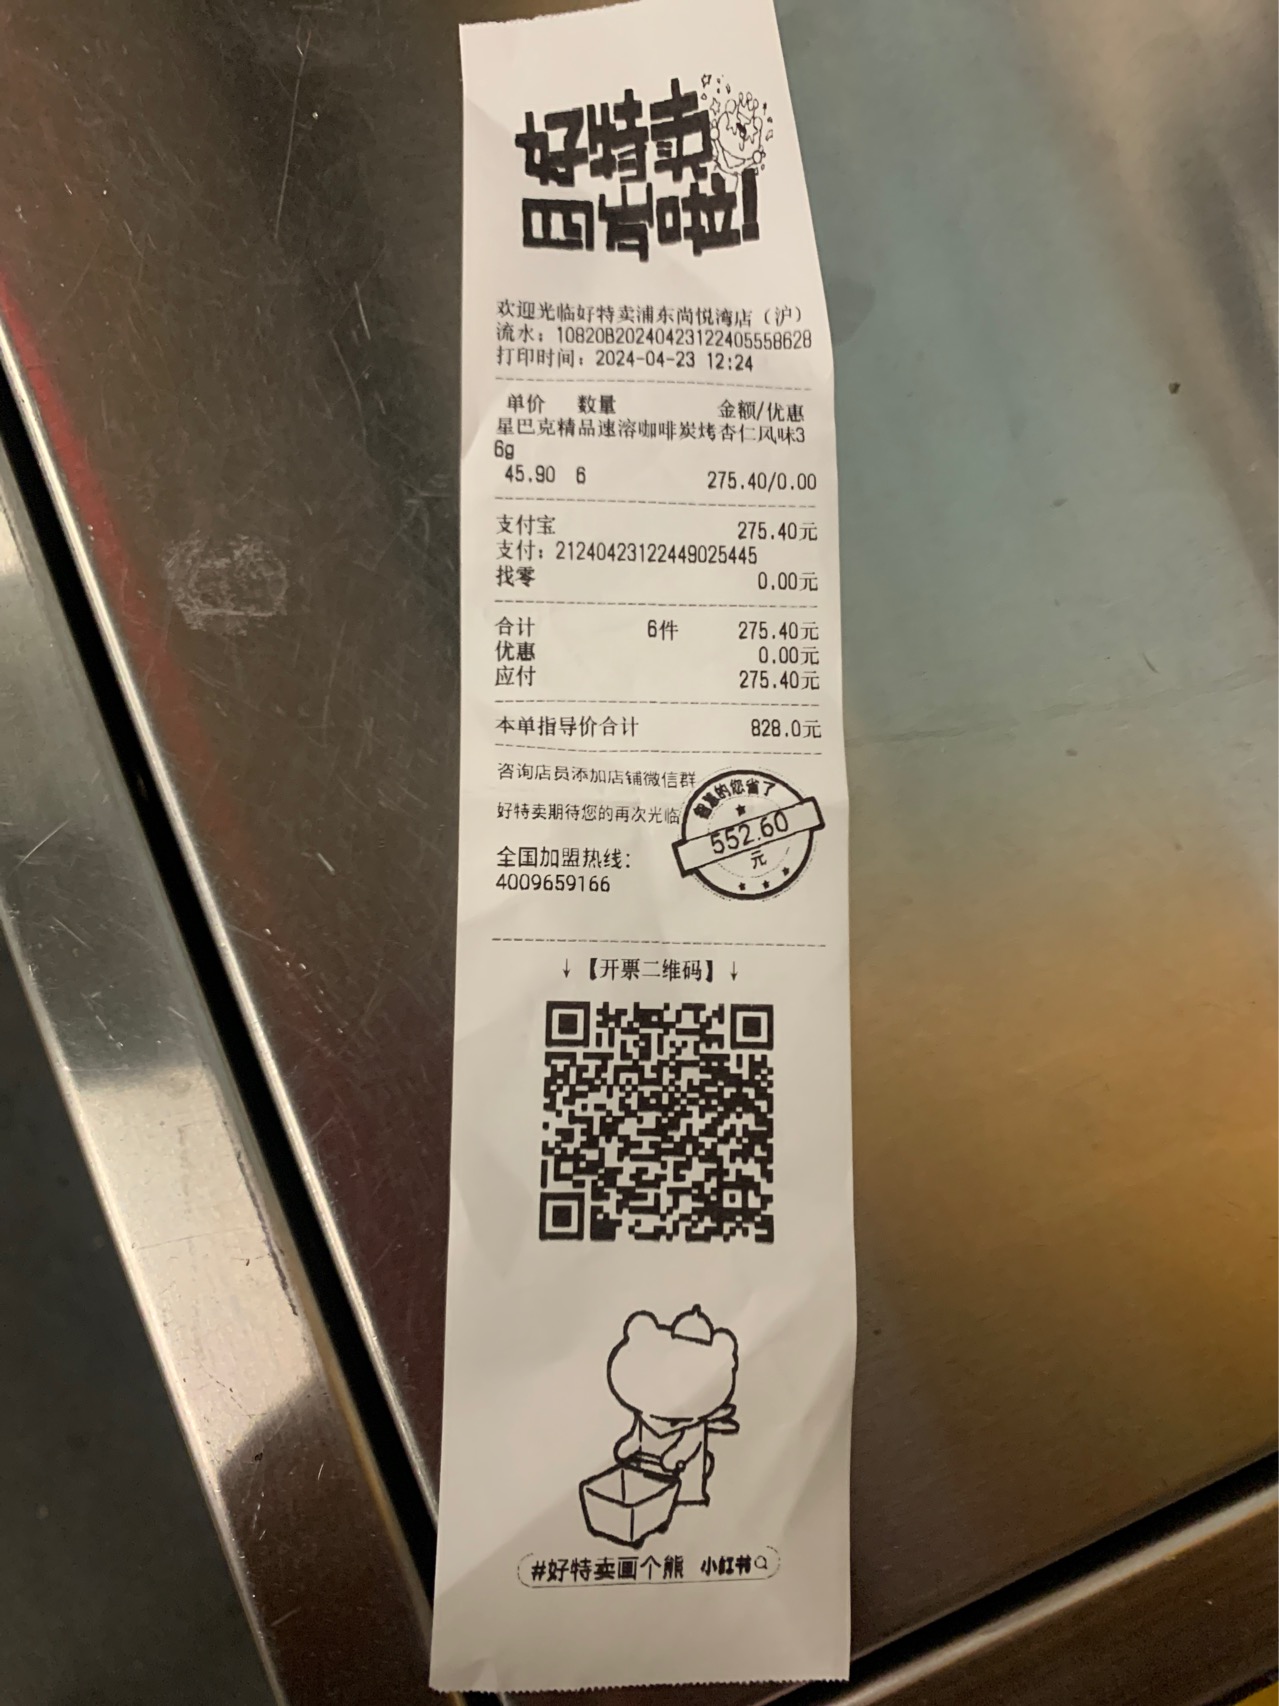 好特卖
目无哇!
欢迎光临好特卖浦东尚悦湾店（沪）
流水：10820B20240423122405558628
打印时间：2024-04-23 12:24
单价 数量 金额/优惠
星巴克精品速溶咖啡炭烤杏仁风味3
6g
45.90 6 275.40/0.00
支付宝 275.40元
支付：21240423122449025445
找零 0.00元
合计 6件 275.40元
优惠 0.00元
应付 275.40元
本单指导价合计 828.0元
咨询店员添加店铺微信群
好特卖期待您的再次光临
智慧的您省了
552.60
元
全国加盟热线：
4009659166
↓【开票二维码】↓
#好特卖画个熊 小红书